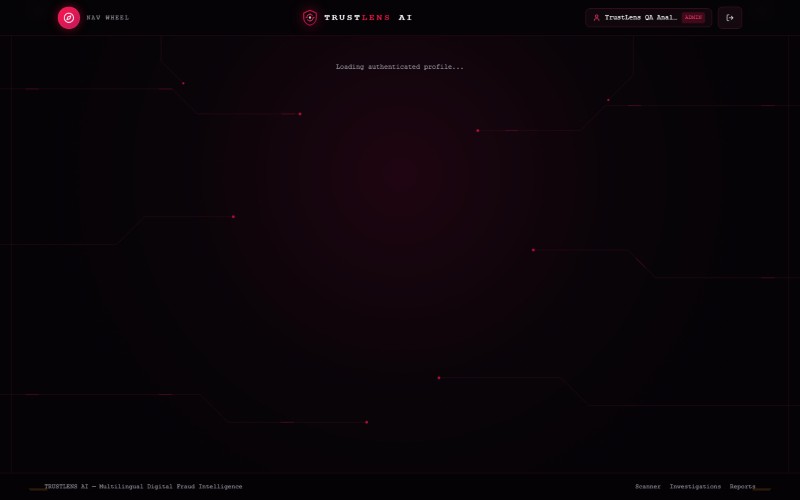 NAV WHEEL
TRUSTLENS AI
TrustLens QA Anal…
ADMIN
Loading authenticated profile...
TRUSTLENS AI — Multilingual Digital Fraud Intelligence
Scanner Investigations Reports